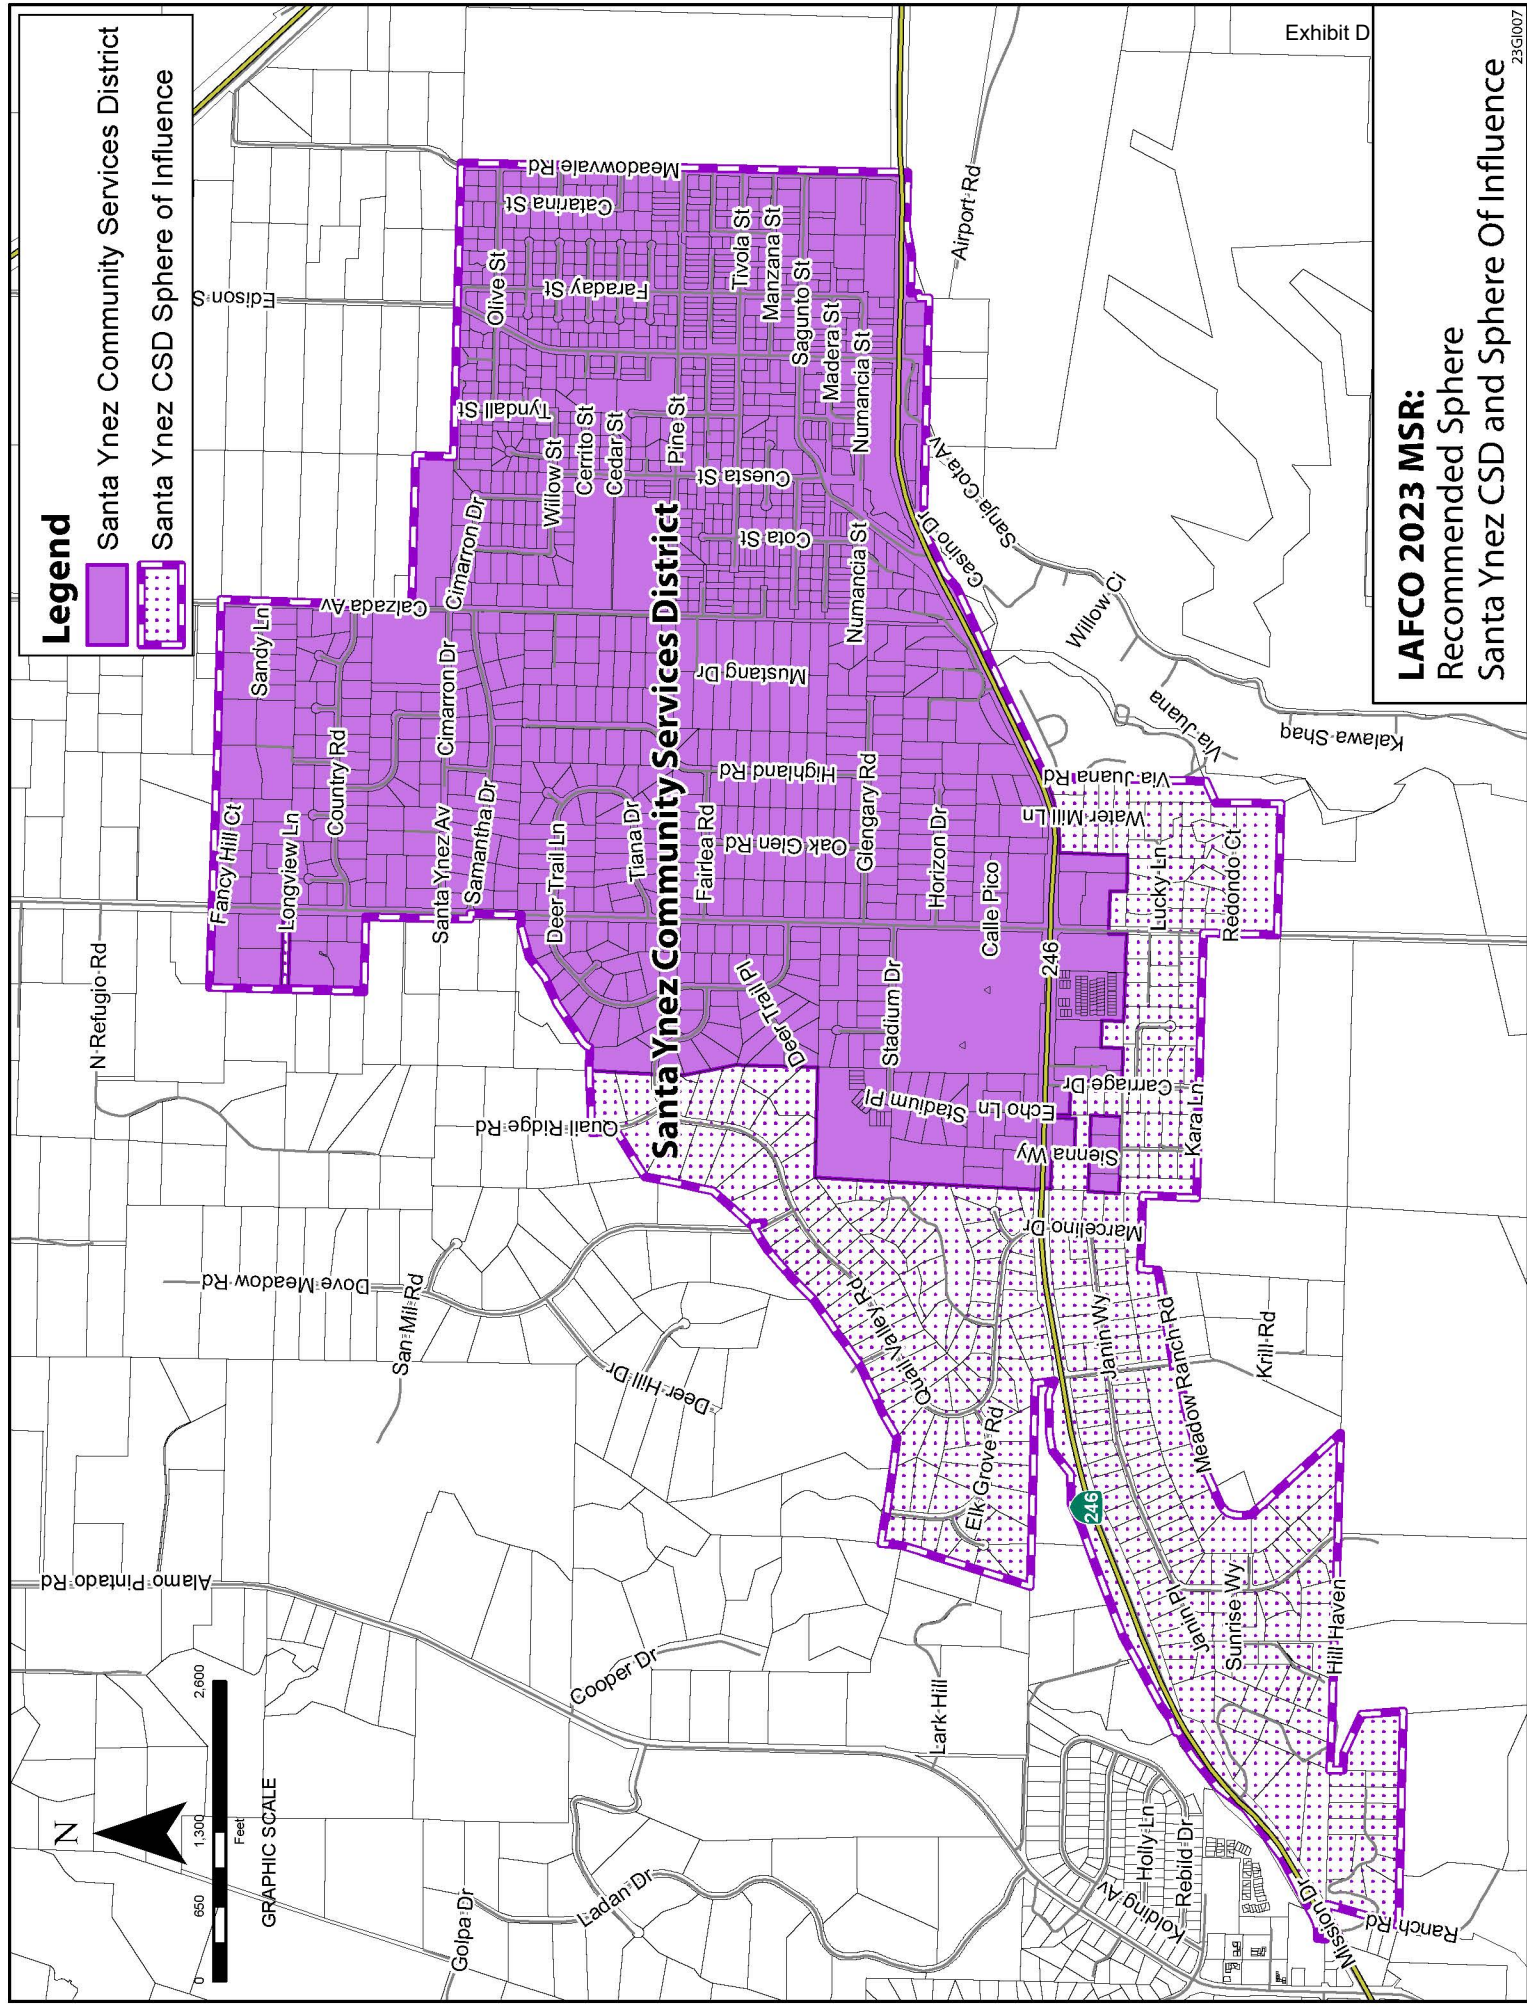 Legend
Santa Ynez Community Services District
Santa Ynez CSD Sphere of Influence
N
0
650
1,300
2,600
Feet
GRAPHIC SCALE
Alamo Pintado Rd
N Refugio Rd
Dove Meadow Rd
San Mil Rd
Deer Hill Dr
Cooper Dr
Golpa Dr
Ladan Dr
Lark Hill
Kolding Av
Holly Ln
Rebild Dr
Mission Dr
Ranch Rd
Quail Ridge Rd
Quail Valley Rd
Elk Grove Rd
246
Janin Pl
Janin Wy
Sunrise Wy
Hill Haven
Meadow Ranch Rd
Krill Rd
Marcelino Dr
Sienna Wy
Kara Ln
Carriage Dr
Echo Ln
Stadium Pl
Stadium Dr
Deer Trail Pl
Deer Trail Ln
Fancy Hill Ct
Longview Ln
Country Rd
Sandy Ln
Santa Ynez Av
Samantha Dr
Cimarron Dr
Cimarron Dr
Calzada Av
Tiana Dr
Fairlea Rd
Highland Rd
Oak Glen Rd
Glengary Rd
Horizon Dr
Calle Pico
246
Mustang Dr
Santa Ynez Community Services District
Water Mill Ln
Lucky Ln
Redondo Ct
Via Juana Rd
Via Juana
Kalawa Shaq
Willow Ci
Sanja Cota Av
Casino Dr
Numancia St
Numancia St
Cota St
Cuesta St
Pine St
Cedar St
Cerrito St
Willow St
Tyndall St
Olive St
Edison S
Faraday St
Catarina St
Meadowvale Rd
Tivola St
Manzana St
Sagunto St
Madera St
Airport Rd
Exhibit D
LAFCO 2023 MSR:
Recommended Sphere
Santa Ynez CSD and Sphere Of Influence
23GI007